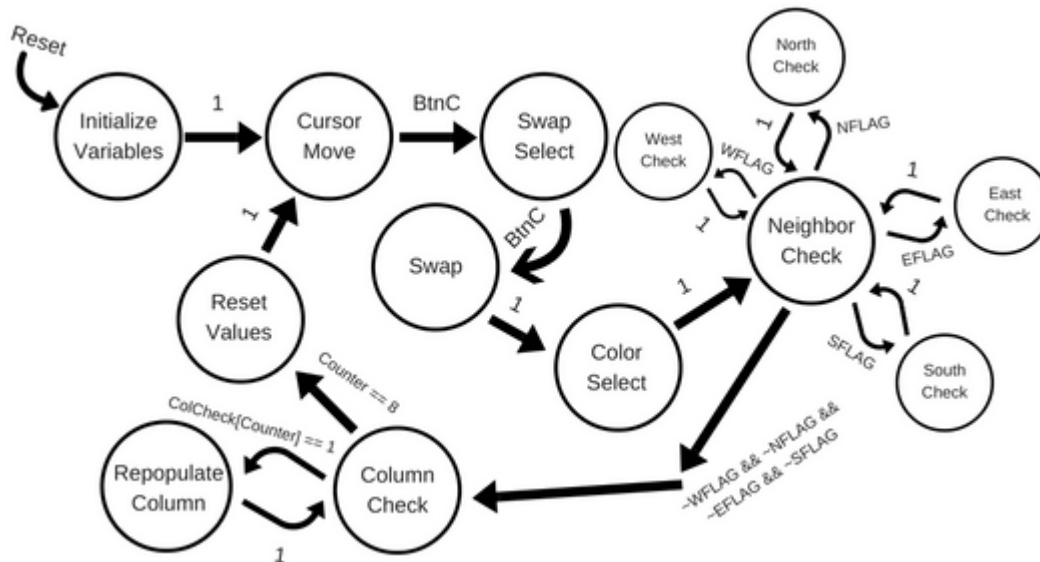 Reset
Initialize
Variables
1
Cursor
Move
BtnC
Swap
Select
BtnC
Swap
1
Color
Select
1
Neighbor
Check
North
Check
1
NFLAG
West
Check
WFLAG
1
East
Check
1
EFLAG
South
Check
1
SFLAG
~WFLAG && ~NFLAG &&
~EFLAG && ~SFLAG
Column
Check
ColCheck[Counter] == 1
Repopulate
Column
1
Counter == 8
Reset
Values
1